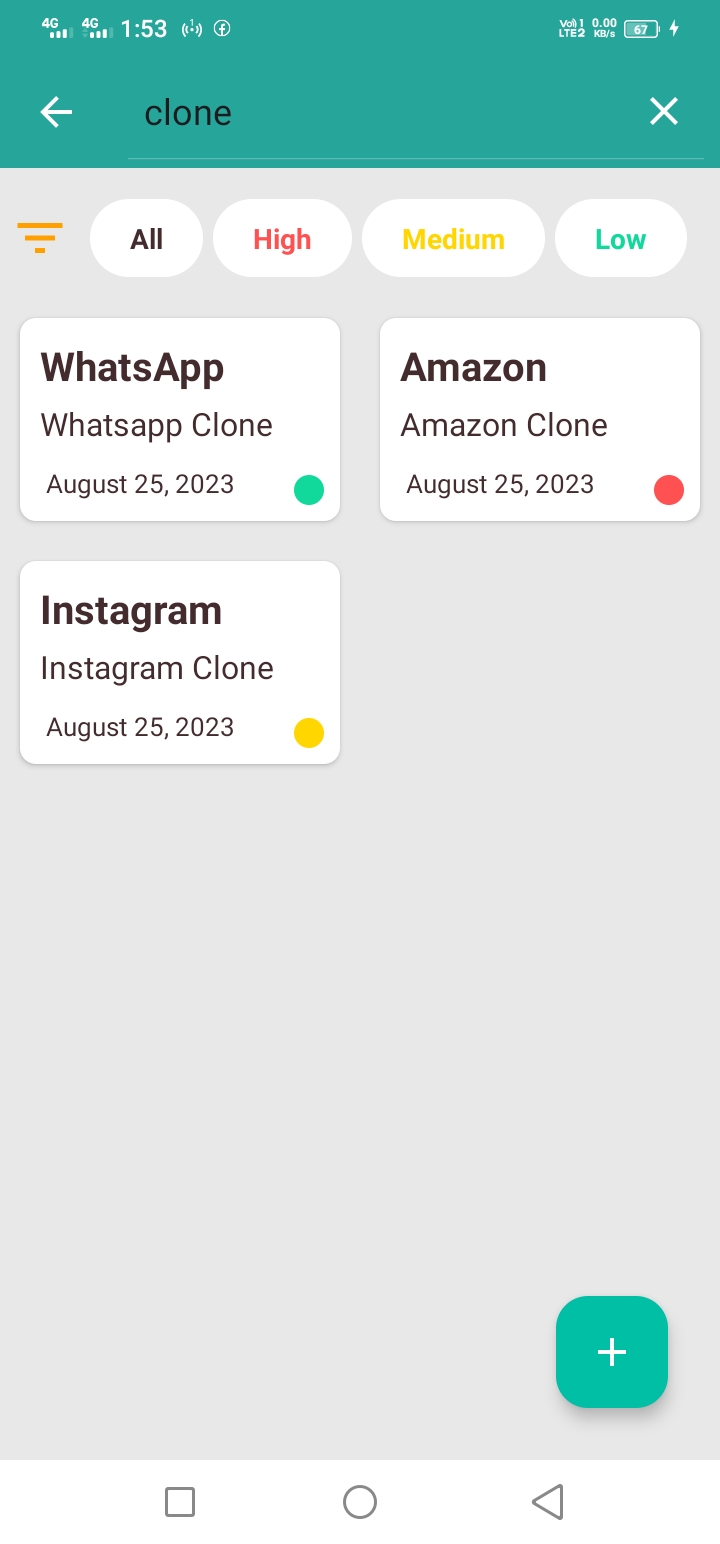 4G 4G 1:53 1 Vo)) 1 LTE2 0.00 KB/s 67
clone
All High Medium Low
WhatsApp
Whatsapp Clone
August 25, 2023
Amazon
Amazon Clone
August 25, 2023
Instagram
Instagram Clone
August 25, 2023